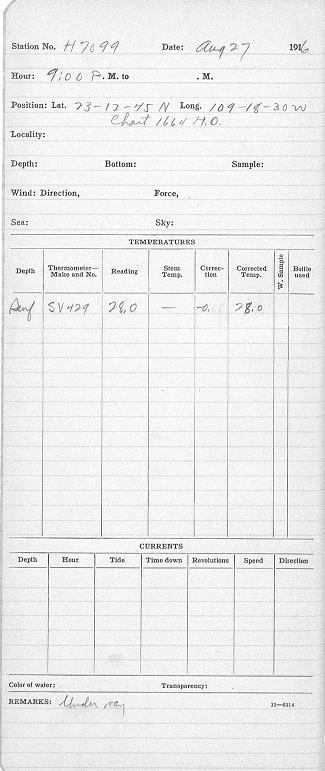 Station No. H7099 Date: Aug 27 1916
Hour: 9:00 P. M. to . M.
Position: Lat. 23-12-45 N Long. 109-18-30 W
Chart 1664 H.O.
Locality:
Depth: Bottom: Sample:
Wind: Direction, Force,
Sea: Sky:
TEMPERATURES
Depth Thermometer—Make and No. Reading Stem Temp. Correction Corrected Temp. W. Sample Bottle used
Surf SV429 28.0 — -0. 28.0
CURRENTS
Depth Hour Tide Time down Revolutions Speed Direction
Color of water: Transparency:
REMARKS: Under way 11—6314